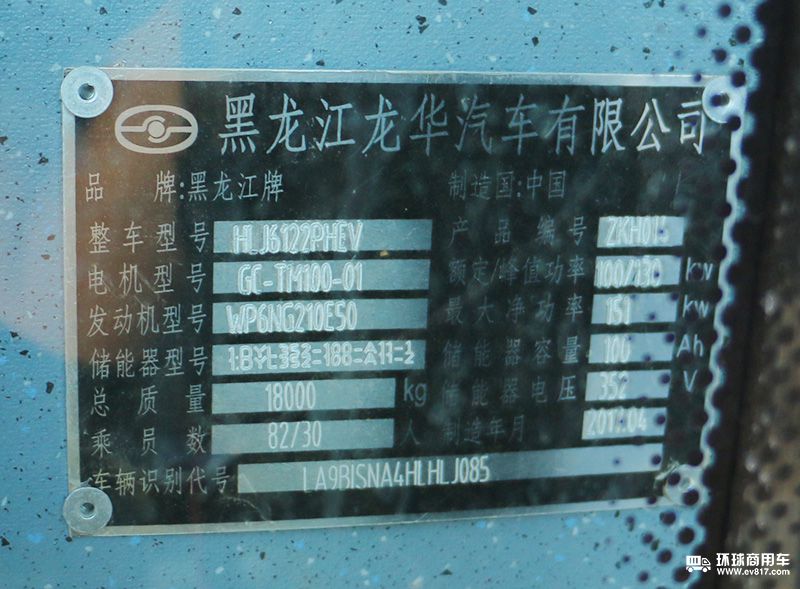 黑龙江龙华汽车有限公司
品 牌:黑龙江牌 制造国:中国
整车型号 HLJ6122PHEV 产品编号
电机型号 GC-TM100-01 额定/峰值功率 100/130 kw
发动机型号 WP6NG210E50 最大净功率 151 kw
储能器型号 储能器容量 100 Ah
总质量 18000 kg 储能器电压 352 V
乘员数 82/30 人 制造年月 2017.04
车辆识别代号 LA9BISNA4HLHLJ085
环球商用车
www.ev817.com